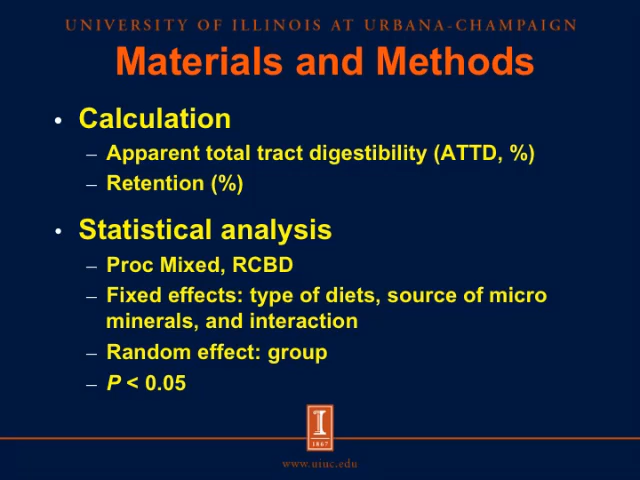 UNIVERSITY OF ILLINOIS AT URBANA-CHAMPAIGN
Materials and Methods
• Calculation
– Apparent total tract digestibility (ATTD, %)
– Retention (%)
• Statistical analysis
– Proc Mixed, RCBD
– Fixed effects: type of diets, source of micro
minerals, and interaction
– Random effect: group
– P < 0.05
I
1867
www.uiuc.edu